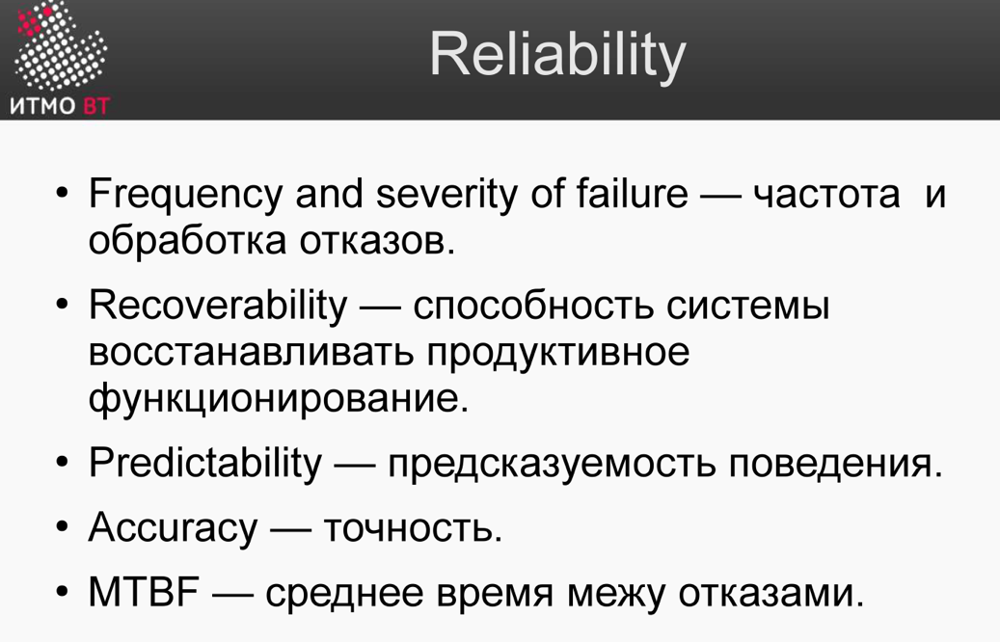 ИТМО ВТ
Reliability
• Frequency and severity of failure — частота  и
обработка отказов.
• Recoverability — способность системы
восстанавливать продуктивное
функционирование.
• Predictability — предсказуемость поведения.
• Accuracy — точность.
• MTBF — среднее время межу отказами.